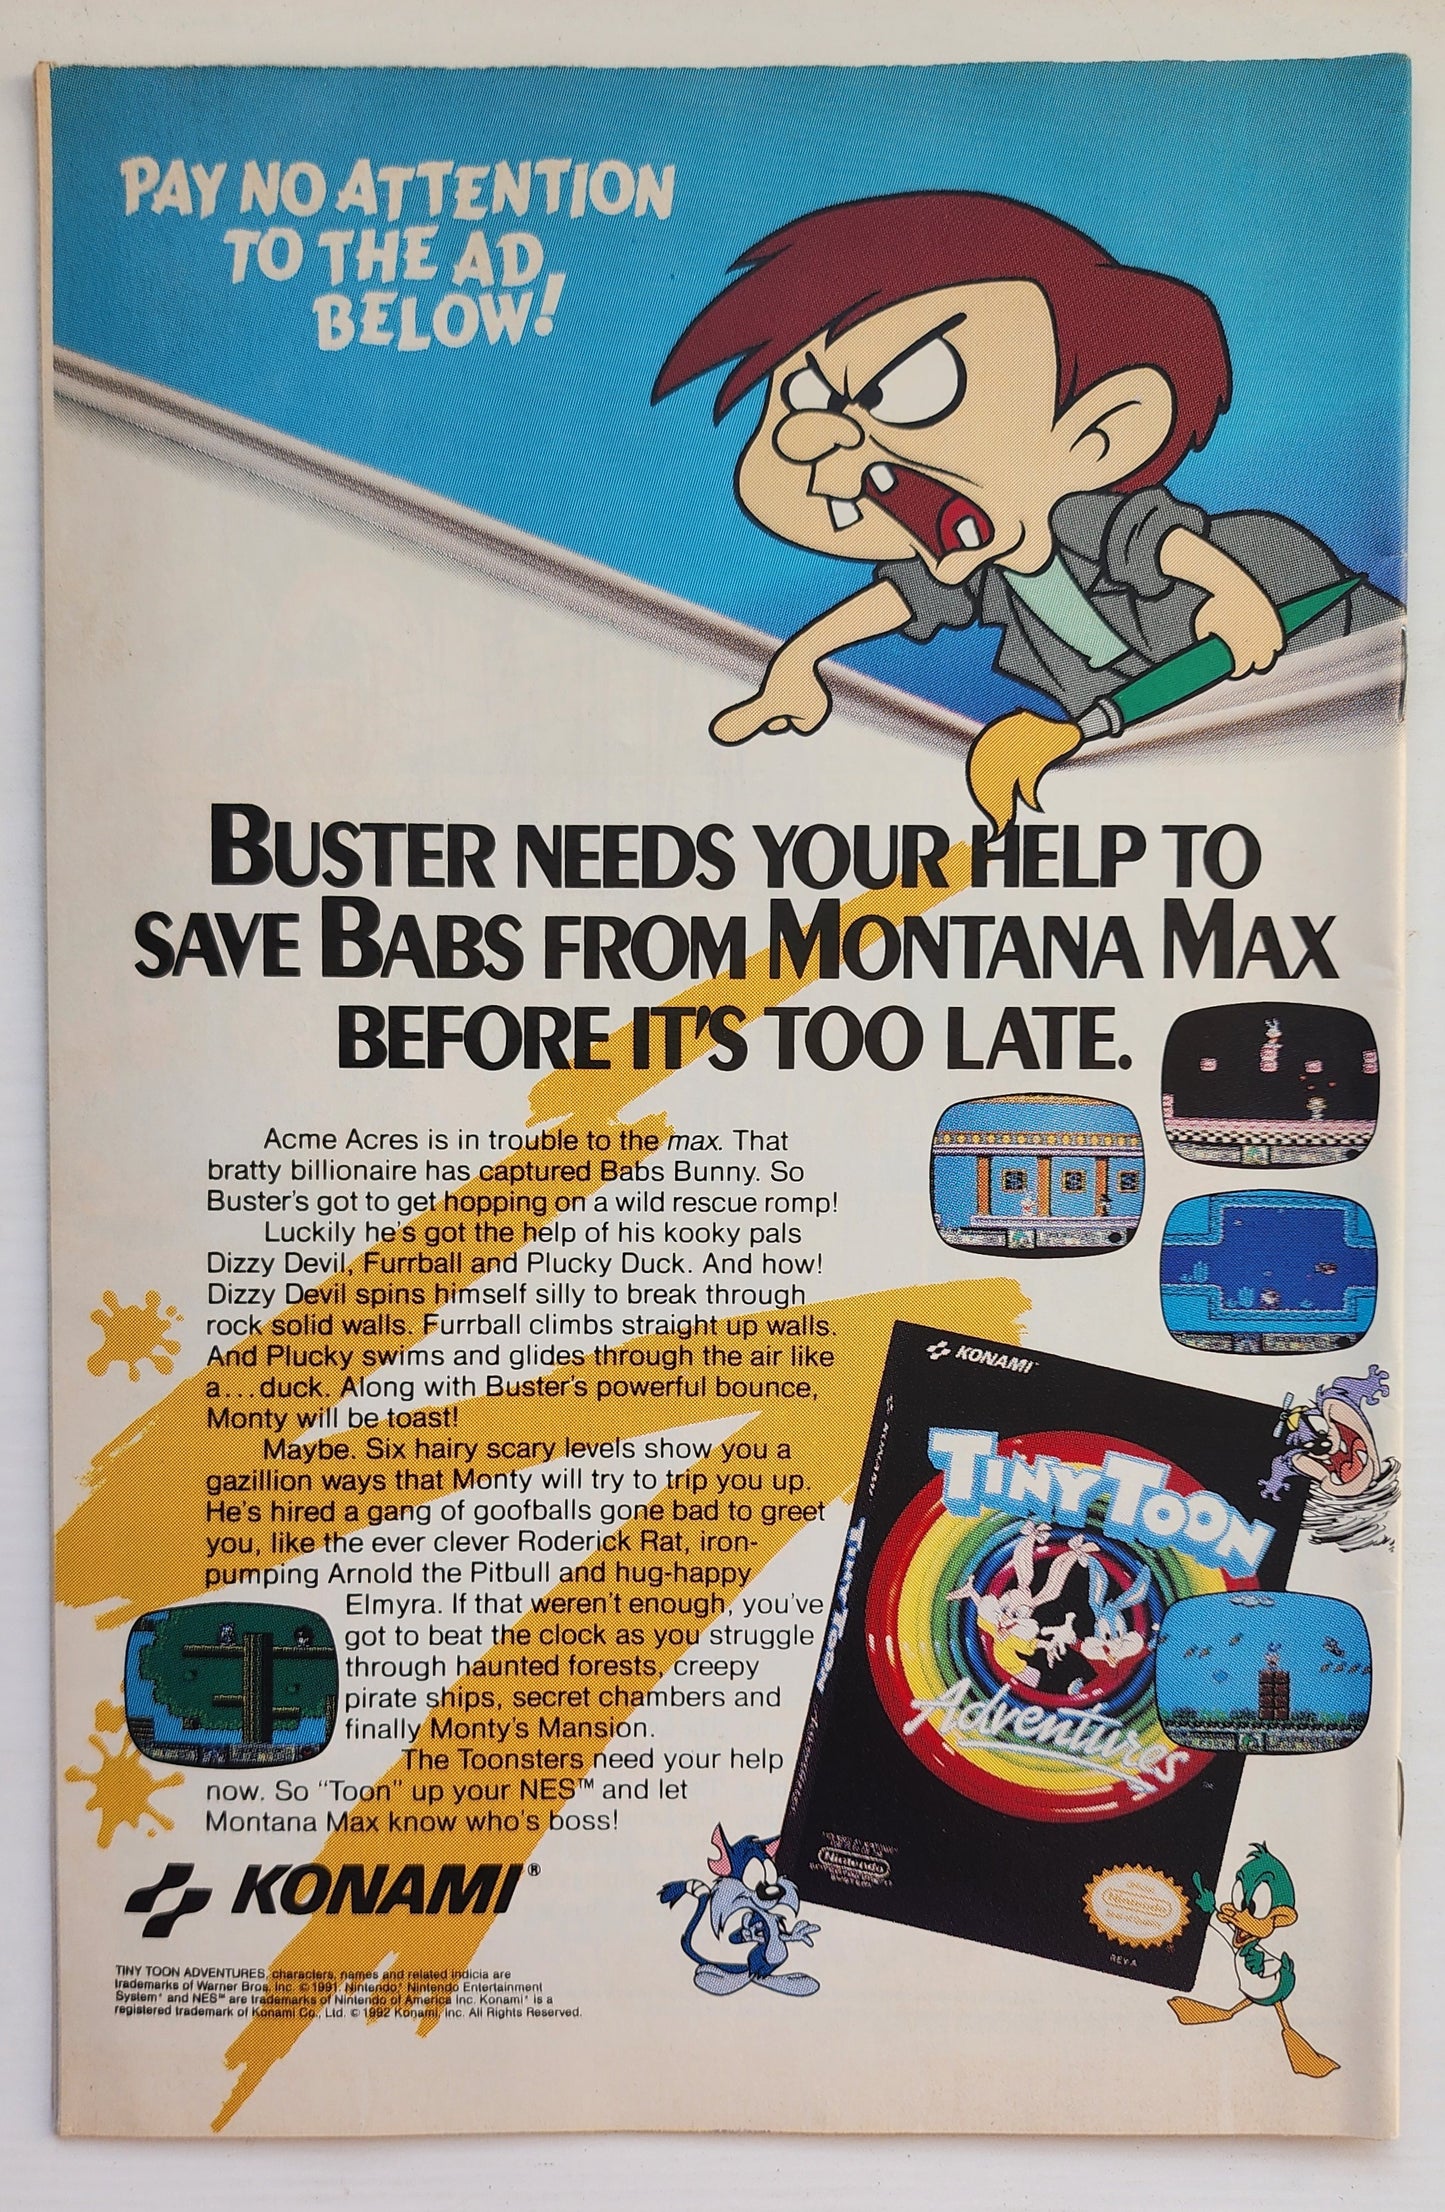 PAY NO ATTENTION
TO THE AD
BELOW!
BUSTER NEEDS YOUR HELP TO
SAVE BABS FROM MONTANA MAX
BEFORE IT'S TOO LATE.
Acme Acres is in trouble to the max. That
bratty billionaire has captured Babs Bunny. So
Buster's got to get hopping on a wild rescue romp!
Luckily he's got the help of his kooky pals
Dizzy Devil, Furrball and Plucky Duck. And how!
Dizzy Devil spins himself silly to break through
rock solid walls. Furrball climbs straight up walls.
And Plucky swims and glides through the air like
a...duck. Along with Buster's powerful bounce,
Monty will be toast!
Maybe. Six hairy scary levels show you a
gazillion ways that Monty will try to trip you up.
He's hired a gang of goofballs gone bad to greet
you, like the ever clever Roderick Rat, iron-
pumping Arnold the Pitbull and hug-happy
Elmyra. If that weren't enough, you've
got to beat the clock as you struggle
through haunted forests, creepy
pirate ships, secret chambers and
finally Monty's Mansion.
The Toonsters need your help
now. So "Toon" up your NES™ and let
Montana Max know who's boss!
KONAMI®
TINY TOON ADVENTURES, characters, names and related indicia are
trademarks of Warner Bros. Inc. © 1991. Nintendo® Nintendo Entertainment
System® and NES™ are trademarks of Nintendo of America Inc. Konami® is a
registered trademark of Konami Co., Ltd. © 1992 Konami, Inc. All Rights Reserved.
KONAMI
KONAMI
TINY TOON
TINY TOON
Adventures
Nintendo
Nintendo
REV-A